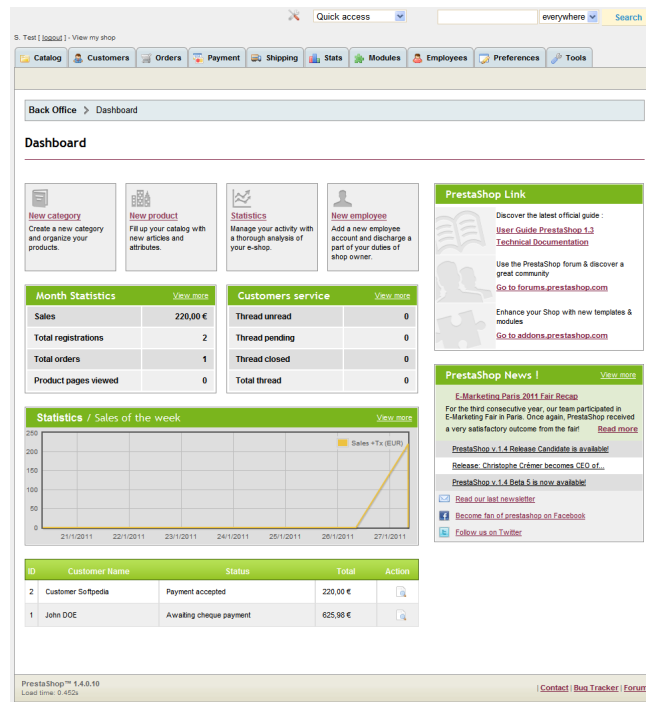 Quick access
everywhere
Search
S. Test [ logout ] - View my shop
Catalog
Customers
Orders
Payment
Shipping
Stats
Modules
Employees
Preferences
Tools
Back Office > Dashboard
Dashboard
New category
Create a new category
and organize your
products.
New product
Fill up your catalog with
new articles and
attributes.
Statistics
Manage your activity with
a thorough analysis of
your e-shop.
New employee
Add a new employee
account and discharge a
part of your duties of
shop owner.
Month Statistics View more
Sales 220,00 €
Total registrations 2
Total orders 1
Product pages viewed 0
Customers service View more
Thread unread 0
Thread pending 0
Thread closed 0
Total thread 0
Statistics / Sales of the week View more
Sales +Tx (EUR)
250
200
150
100
50
0
21/1/2011 22/1/2011 23/1/2011 24/1/2011 25/1/2011 26/1/2011 27/1/2011
ID Customer Name Status Total Action
2 Customer Softpedia Payment accepted 220,00 €
1 John DOE Awaiting cheque payment 625,98 €
PrestaShop Link
Discover the latest official guide :
User Guide PrestaShop 1.3
Technical Documentation
Use the PrestaShop forum & discover a
great community
Go to forums.prestashop.com
Enhance your Shop with new templates &
modules
Go to addons.prestashop.com
PrestaShop News ! View more
E-Marketing Paris 2011 Fair Recap
For the third consecutive year, our team participated in
E-Marketing Fair in Paris. Once again, PrestaShop received
a very satisfactory outcome from the fair! Read more
PrestaShop v.1.4 Release Candidate is available!
Release: Christophe Crémer becomes CEO of...
PrestaShop v.1.4 Beta 5 is now available!
Read our last newsletter
Become fan of prestashop on Facebook
Follow us on Twitter
PrestaShop™ 1.4.0.10
Load time: 0.452s
| Contact | Bug Tracker | Forum